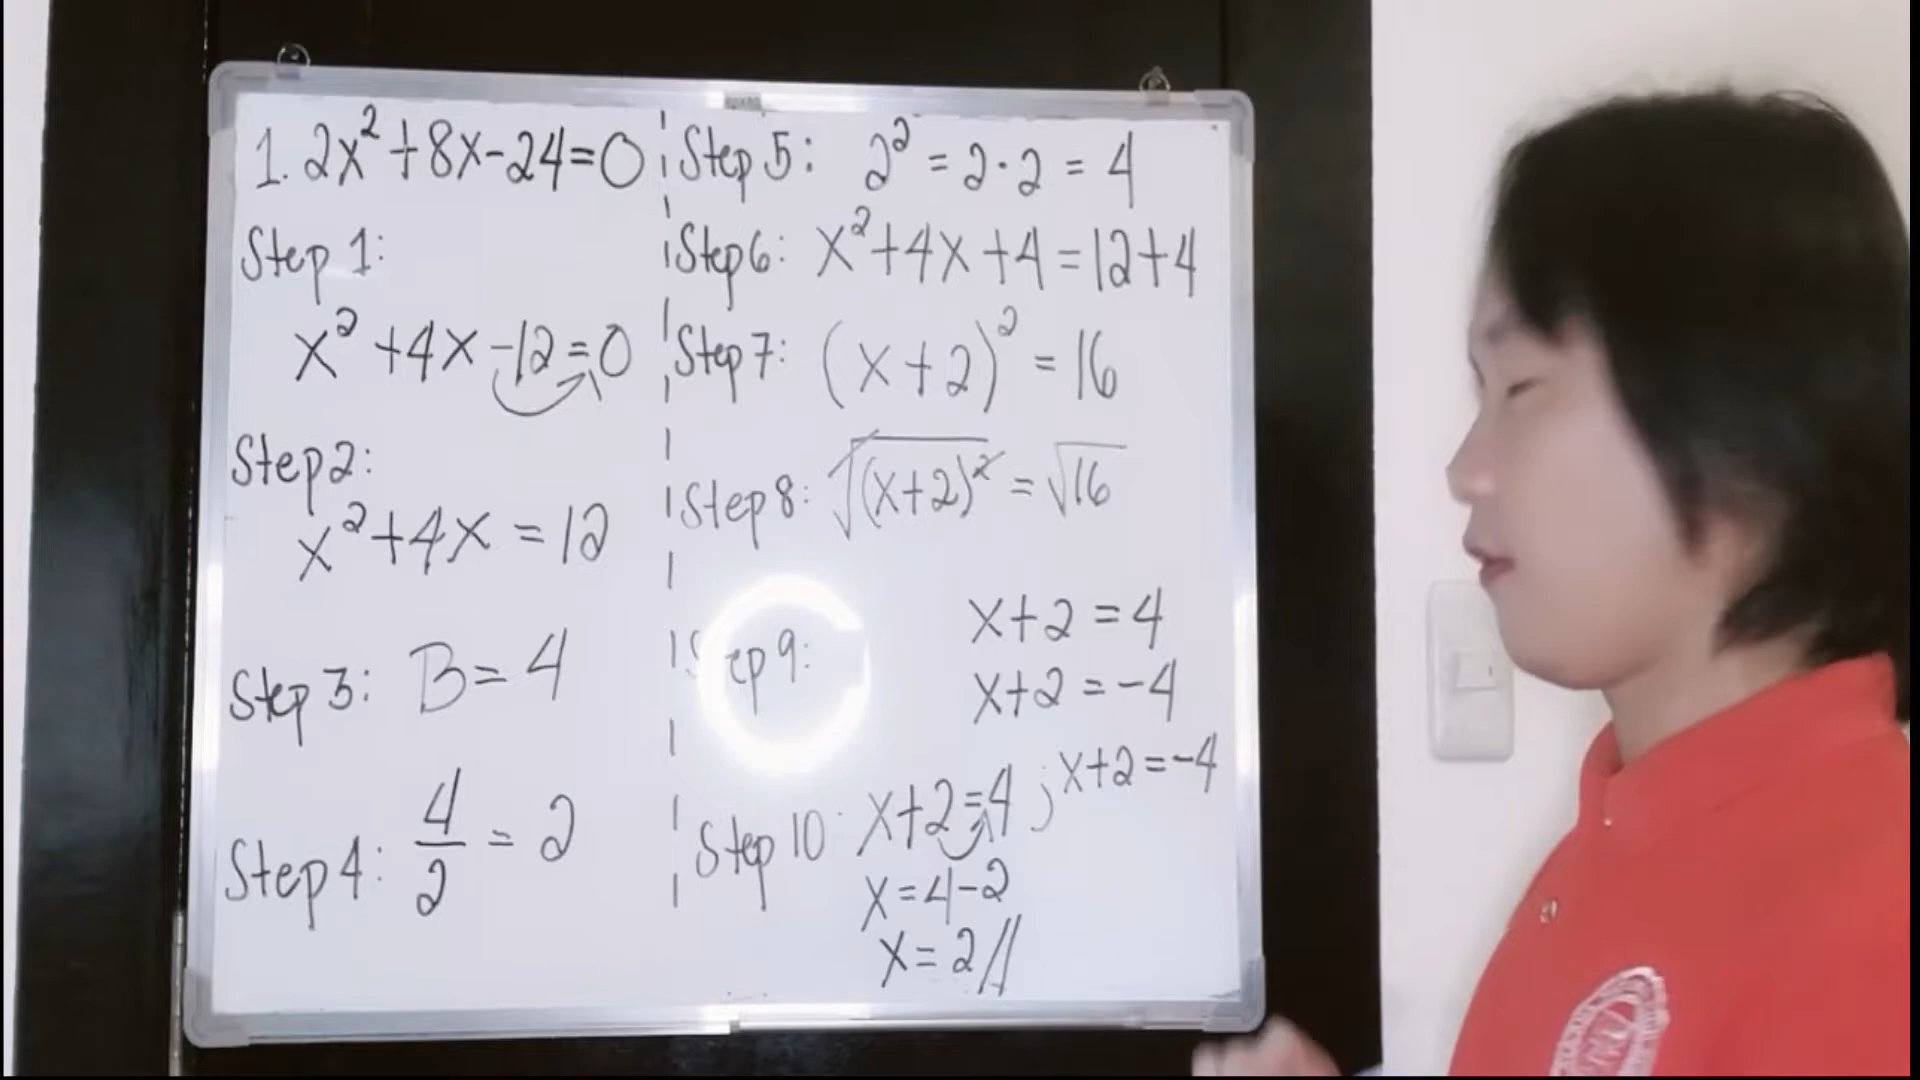 1. 2x² + 8x - 24 = 0
Step 1:
x² + 4x - 12 = 0
Step 2:
x² + 4x = 12
Step 3: B = 4
Step 4: 4/2 = 2
Step 5: 2² = 2 · 2 = 4
Step 6: x² + 4x + 4 = 12 + 4
Step 7: (x + 2)² = 16
Step 8: √(x+2)² = √16
Step 9: x + 2 = 4
x + 2 = -4
Step 10 x + 2 = 4 ; x + 2 = -4
x = 4 - 2
x = 2 //